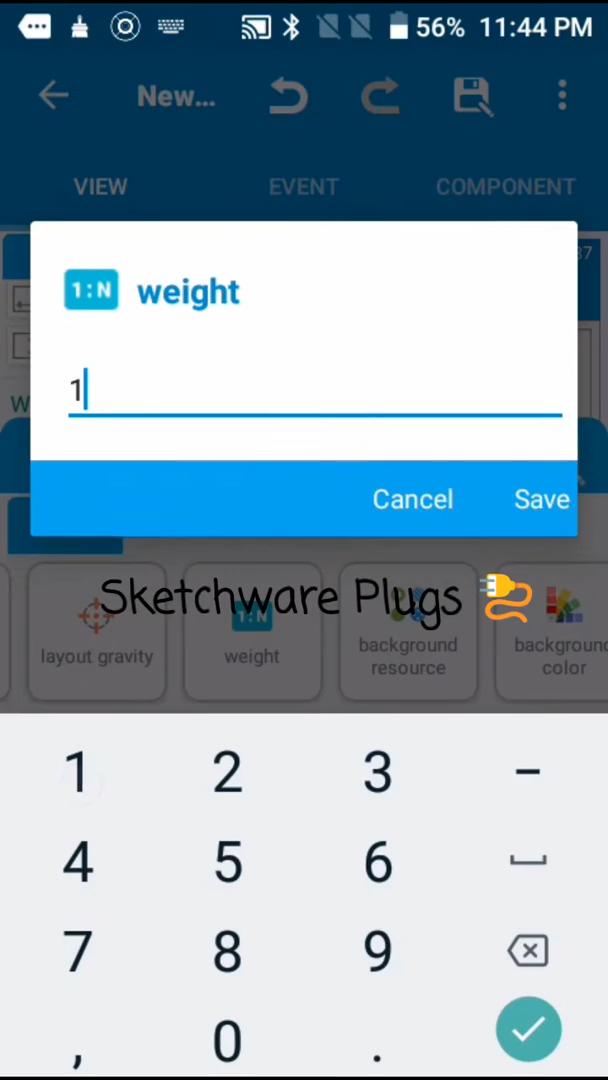 56% 11:44 PM
New...
VIEW EVENT COMPONENT
37
1:N weight
W
1
Cancel Save
Sketchware Plugs 🔌
1:N
layout gravity weight background resource background color
1 2 3 -
4 5 6
7 8 9
, 0 .